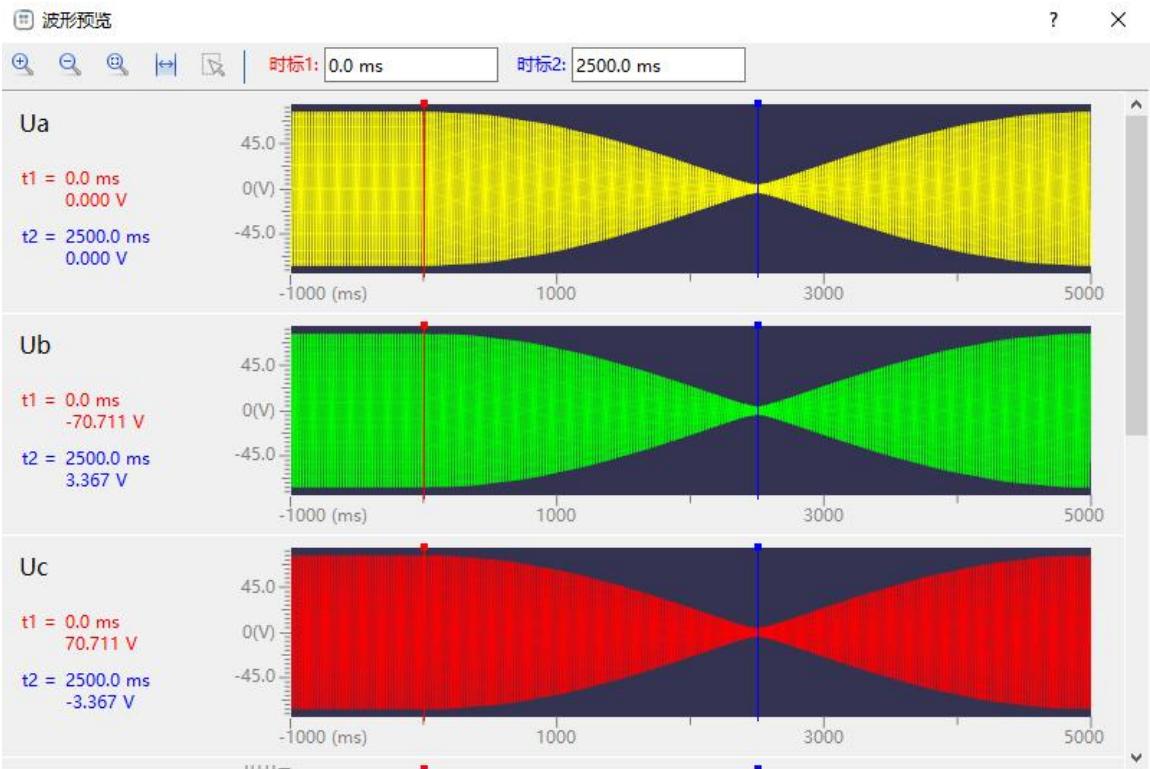 波形预览
?
时标1: 0.0 ms 时标2: 2500.0 ms
Ua
t1 = 0.0 ms
0.000 V
t2 = 2500.0 ms
0.000 V
45.0
0(V)
-45.0
-1000 (ms) 1000 3000 5000
Ub
t1 = 0.0 ms
-70.711 V
t2 = 2500.0 ms
3.367 V
45.0
0(V)
-45.0
-1000 (ms) 1000 3000 5000
Uc
t1 = 0.0 ms
70.711 V
t2 = 2500.0 ms
-3.367 V
45.0
0(V)
-45.0
-1000 (ms) 1000 3000 5000